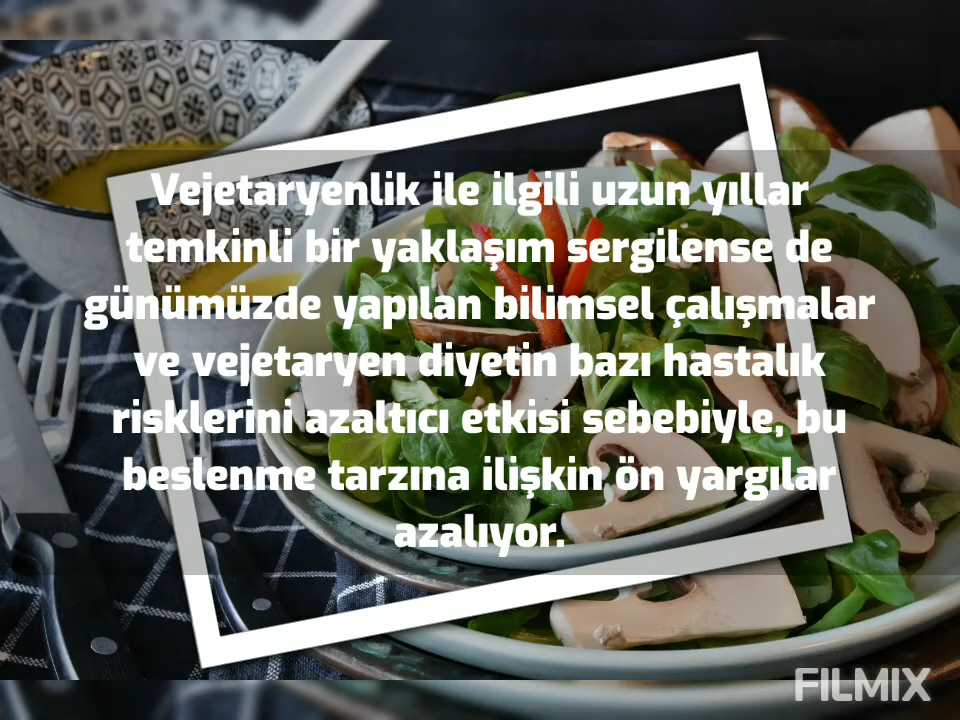 Vejetaryenlik ile ilgili uzun yıllar
temkinli bir yaklaşım sergilense de
günümüzde yapılan bilimsel çalışmalar
ve vejetaryen diyetin bazı hastalık
risklerini azaltıcı etkisi sebebiyle, bu
beslenme tarzına ilişkin ön yargılar
azalıyor.
FILMIX